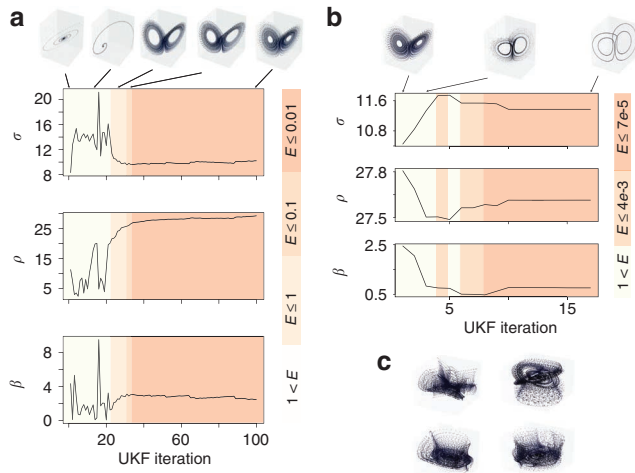 a
20
16
12
8
σ
25
15
5
ρ
8
4
0
β
20
60
100
UKF iteration
E ≤ 0.01
E ≤ 0.1
E ≤ 1
1 < E
b
11.6
10.8
σ
27.8
27.5
ρ
2.5
0.5
β
5
15
UKF iteration
E ≤ 7e-5
E ≤ 4e-3
1 < E
c